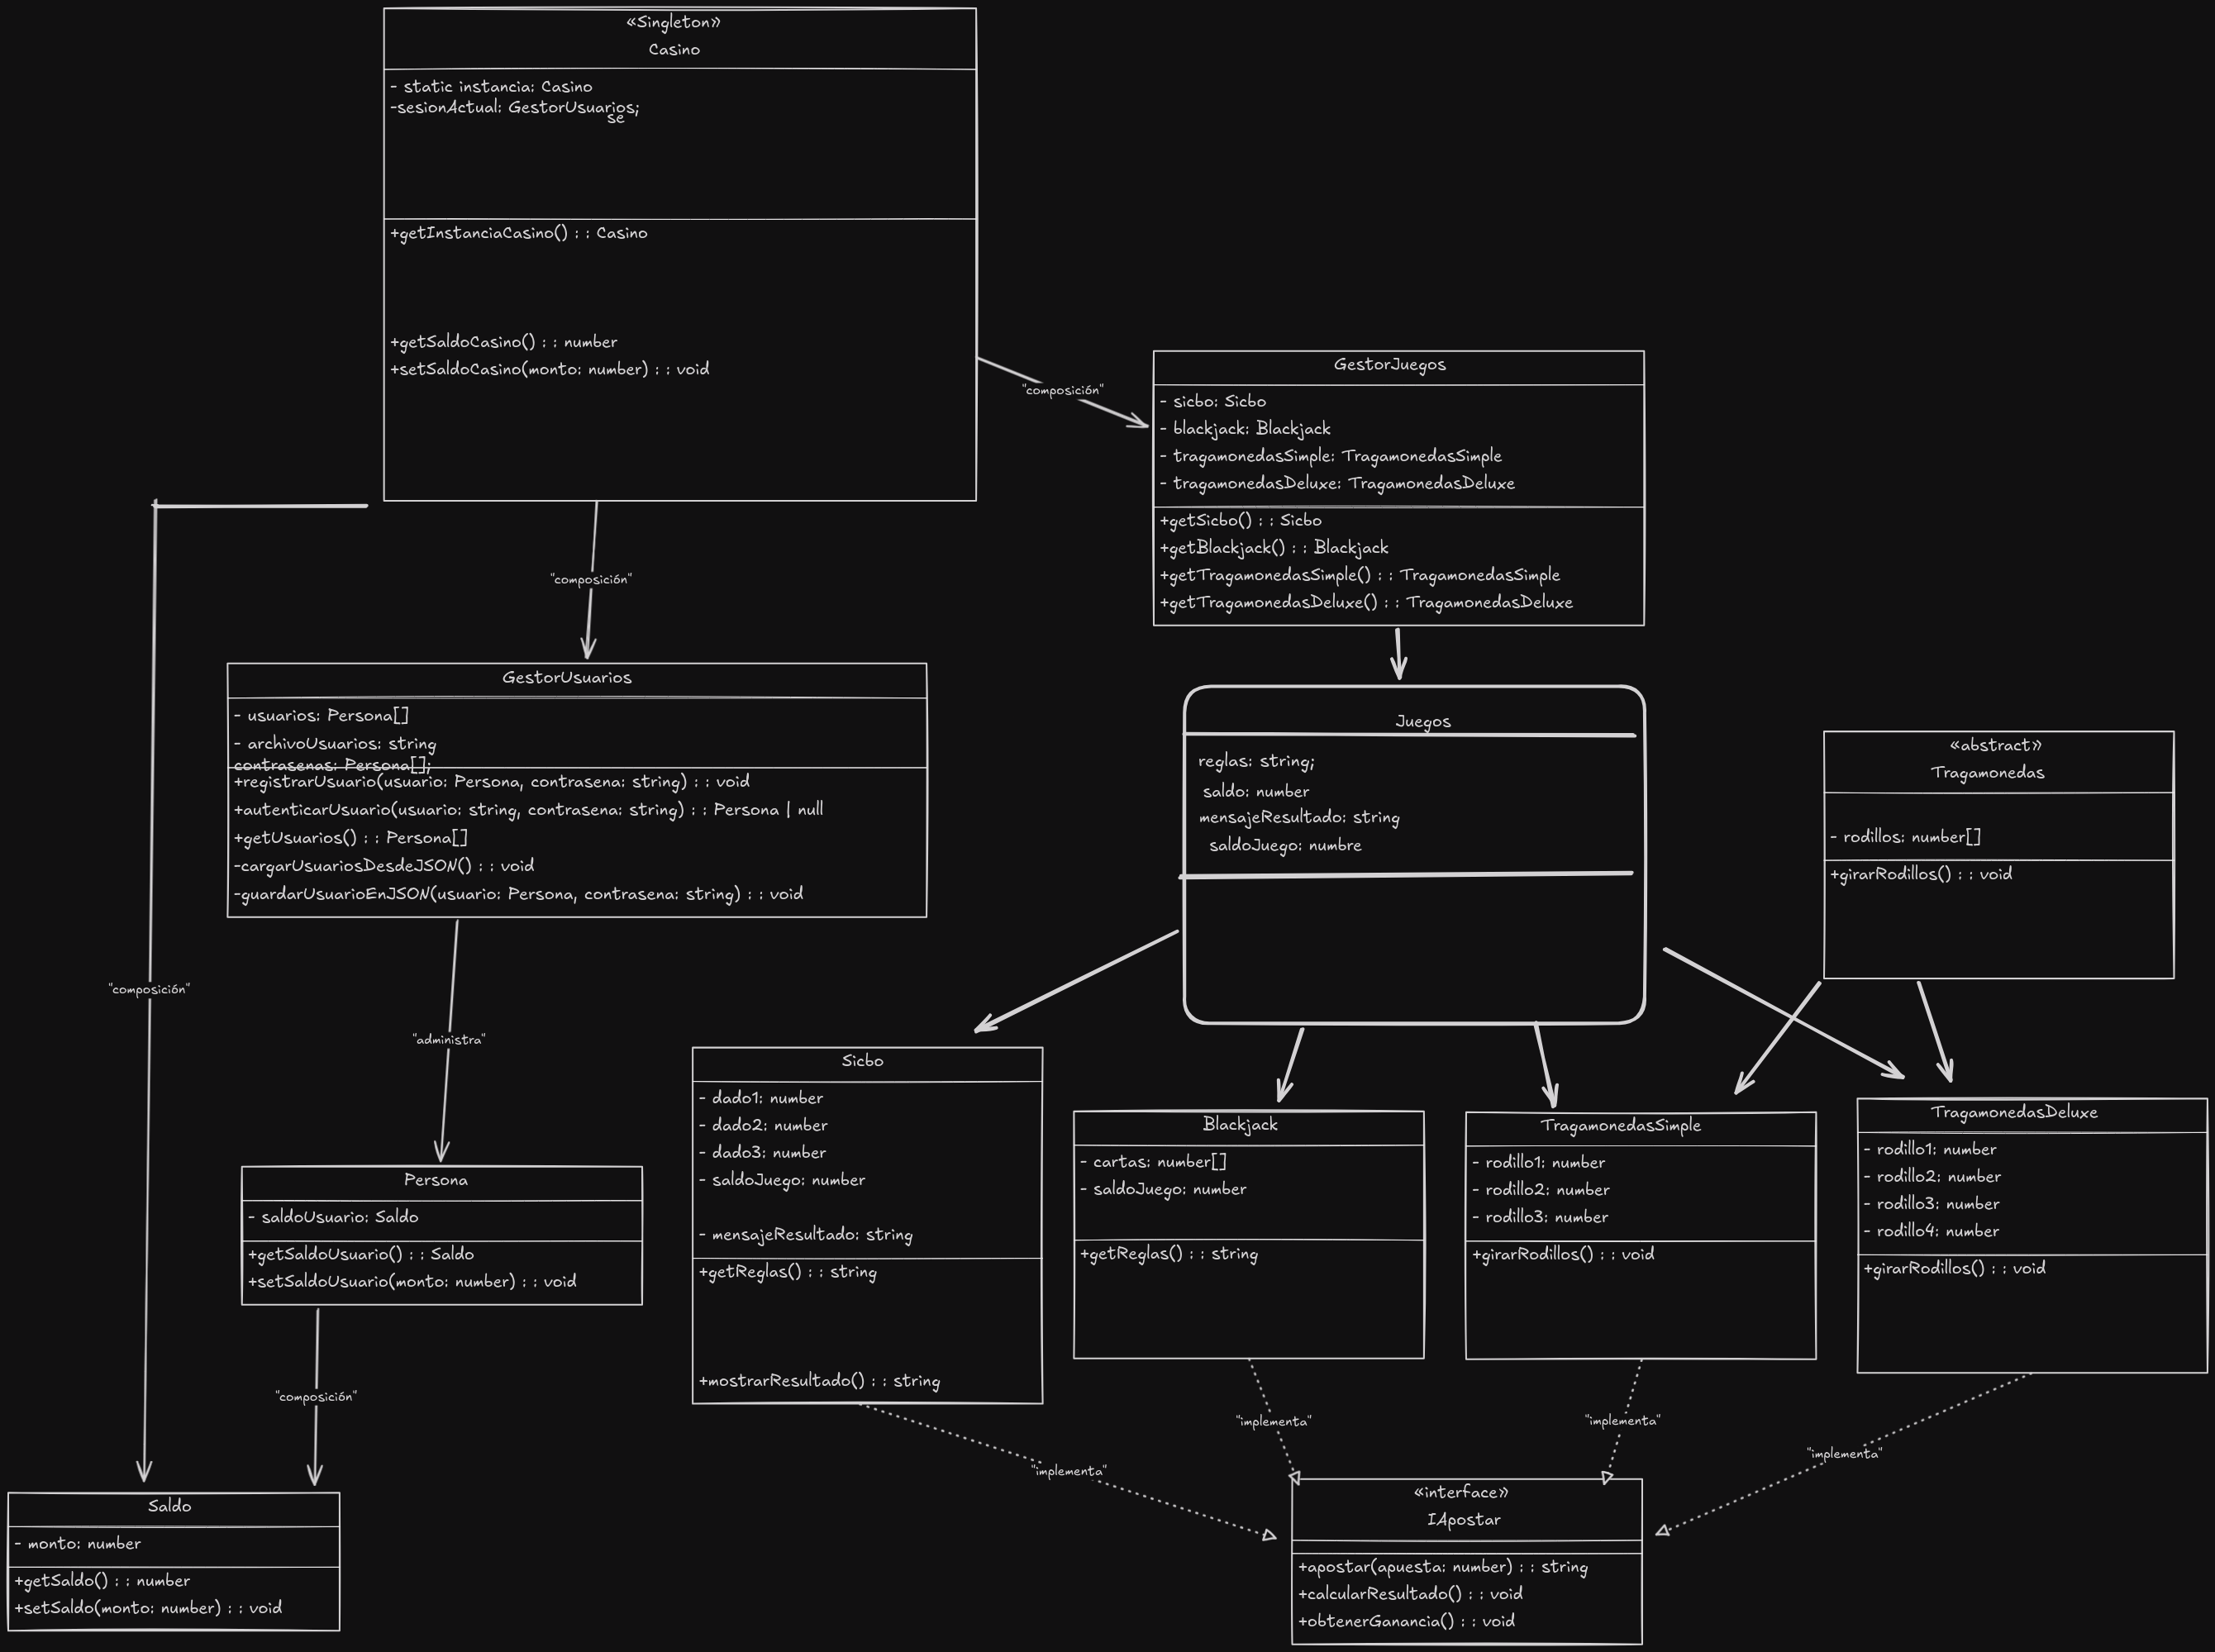 «Singleton»
Casino
- static instancia: Casino
-sesionActual: GestorUsuarios;
se
+getInstanciaCasino() : : Casino
+getSaldoCasino() : : number
+setSaldoCasino(monto: number) : : void
"composición"
GestorJuegos
- sicbo: Sicbo
- blackjack: Blackjack
- tragamonedasSimple: TragamonedasSimple
- tragamonedasDeluxe: TragamonedasDeluxe
+getSicbo() : : Sicbo
+getBlackjack() : : Blackjack
+getTragamonedasSimple() : : TragamonedasSimple
+getTragamonedasDeluxe() : : TragamonedasDeluxe
"composición"
GestorUsuarios
- usuarios: Persona[]
- archivoUsuarios: string
contrasenas: Persona[];
+registrarUsuario(usuario: Persona, contrasena: string) : : void
+autenticarUsuario(usuario: string, contrasena: string) : : Persona | null
+getUsuarios() : : Persona[]
-cargarUsuariosDesdeJSON() : : void
-guardarUsuarioEnJSON(usuario: Persona, contrasena: string) : : void
Juegos
reglas: string;
saldo: number
mensajeResultado: string
saldoJuego: numbre
«abstract»
Tragamonedas
- rodillos: number[]
+girarRodillos() : : void
"composición"
"administra"
Sicbo
- dado1: number
- dado2: number
- dado3: number
- saldoJuego: number
- mensajeResultado: string
+getReglas() : : string
+mostrarResultado() : : string
Blackjack
- cartas: number[]
- saldoJuego: number
+getReglas() : : string
TragamonedasSimple
- rodillo1: number
- rodillo2: number
- rodillo3: number
+girarRodillos() : : void
TragamonedasDeluxe
- rodillo1: number
- rodillo2: number
- rodillo3: number
- rodillo4: number
+girarRodillos() : : void
Persona
- saldoUsuario: Saldo
+getSaldoUsuario() : : Saldo
+setSaldoUsuario(monto: number) : : void
"composición"
"implementa"
"implementa"
"implementa"
"implementa"
Saldo
- monto: number
+getSaldo() : : number
+setSaldo(monto: number) : : void
«interface»
IApostar
+apostar(apuesta: number) : : string
+calcularResultado() : : void
+obtenerGanancia() : : void